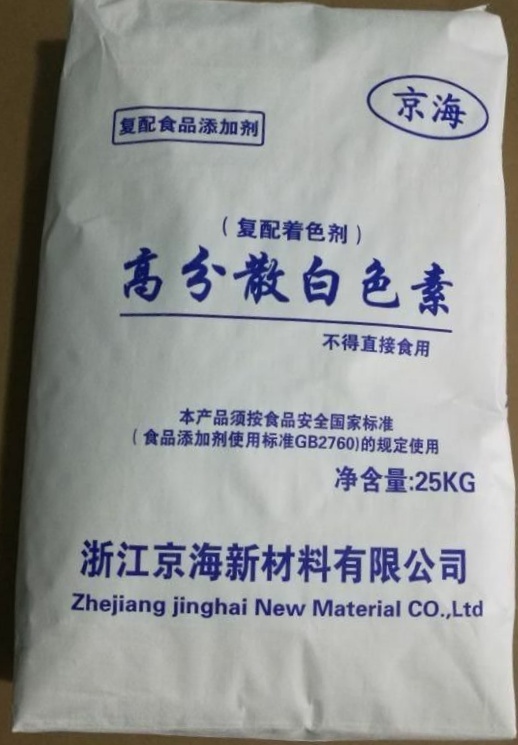 京海
复配食品添加剂
（复配着色剂）
高分散白色素
不得直接食用
本产品须按食品安全国家标准
（食品添加剂使用标准GB2760)的规定使用
净含量:25KG
浙江京海新材料有限公司
Zhejiang jinghai New Material CO.,Ltd